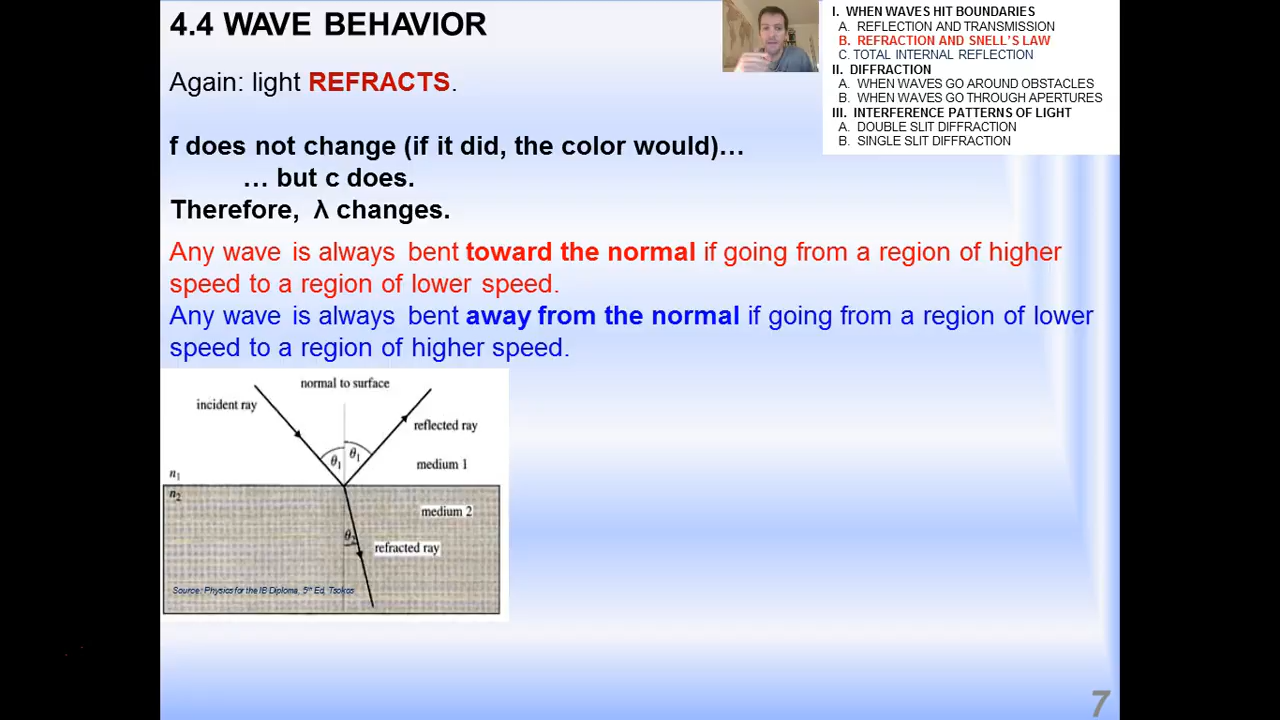 4.4 WAVE BEHAVIOR
I. WHEN WAVES HIT BOUNDARIES
A. REFLECTION AND TRANSMISSION
B. REFRACTION AND SNELL'S LAW
C. TOTAL INTERNAL REFLECTION
II. DIFFRACTION
A. WHEN WAVES GO AROUND OBSTACLES
B. WHEN WAVES GO THROUGH APERTURES
III. INTERFERENCE PATTERNS OF LIGHT
A. DOUBLE SLIT DIFFRACTION
B. SINGLE SLIT DIFFRACTION
Again: light REFRACTS.
f does not change (if it did, the color would)…
… but c does.
Therefore, λ changes.
Any wave is always bent toward the normal if going from a region of higher
speed to a region of lower speed.
Any wave is always bent away from the normal if going from a region of lower
speed to a region of higher speed.
normal to surface
incident ray
reflected ray
θ1 θ1
medium 1
n1
n2
medium 2
θ2
refracted ray
Source: Physics for the IB Diploma, 5th Ed, Tsokos
7